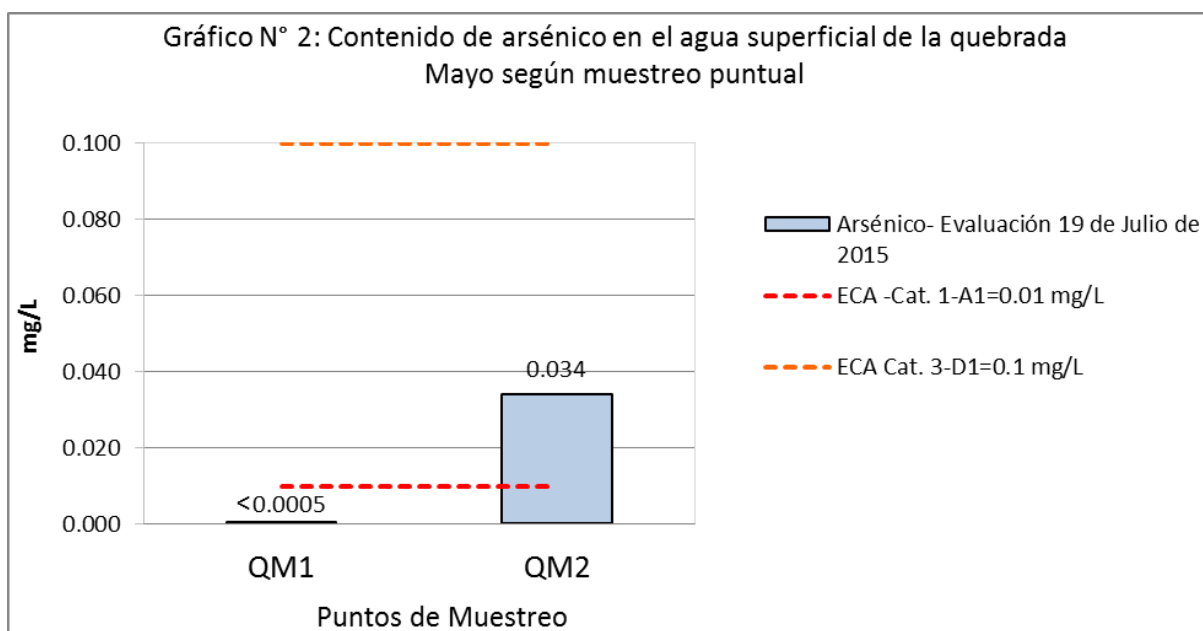 Gráfico N° 2: Contenido de arsénico en el agua superficial de la quebrada
Mayo según muestreo puntual
0.100
0.080
0.060
0.040
0.020
0.000
mg/L
<0.0005
0.034
QM1
QM2
Puntos de Muestreo
Arsénico- Evaluación 19 de Julio de
2015
ECA -Cat. 1-A1=0.01 mg/L
ECA Cat. 3-D1=0.1 mg/L